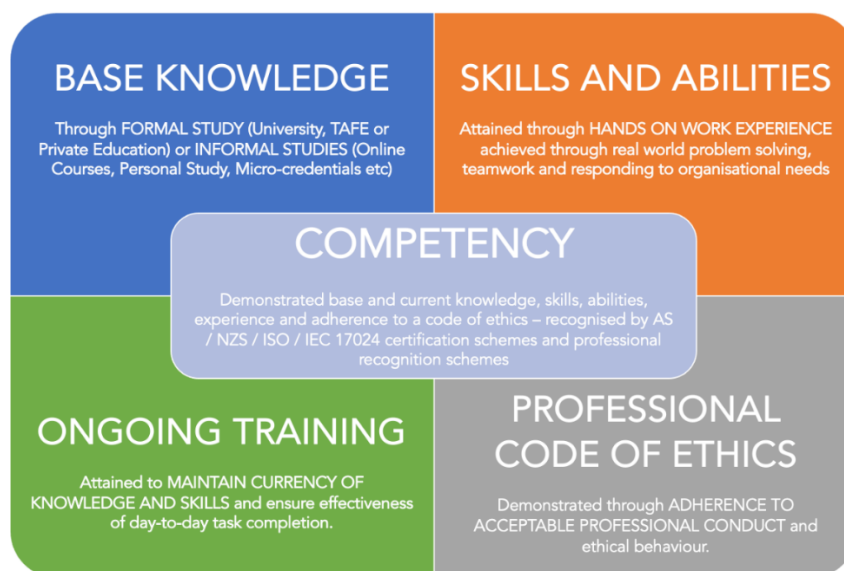 BASE KNOWLEDGE
Through FORMAL STUDY (University, TAFE or
Private Education) or INFORMAL STUDIES (Online
Courses, Personal Study, Micro-credentials etc)
SKILLS AND ABILITIES
Attained through HANDS ON WORK EXPERIENCE
achieved through real world problem solving,
teamwork and responding to organisational needs
COMPETENCY
Demonstrated base and current knowledge, skills, abilities,
experience and adherence to a code of ethics – recognised by AS
/ NZS / ISO / IEC 17024 certification schemes and professional
recognition schemes
ONGOING TRAINING
Attained to MAINTAIN CURRENCY OF
KNOWLEDGE AND SKILLS and ensure effectiveness
of day-to-day task completion.
PROFESSIONAL
CODE OF ETHICS
Demonstrated through ADHERENCE TO
ACCEPTABLE PROFESSIONAL CONDUCT and
ethical behaviour.